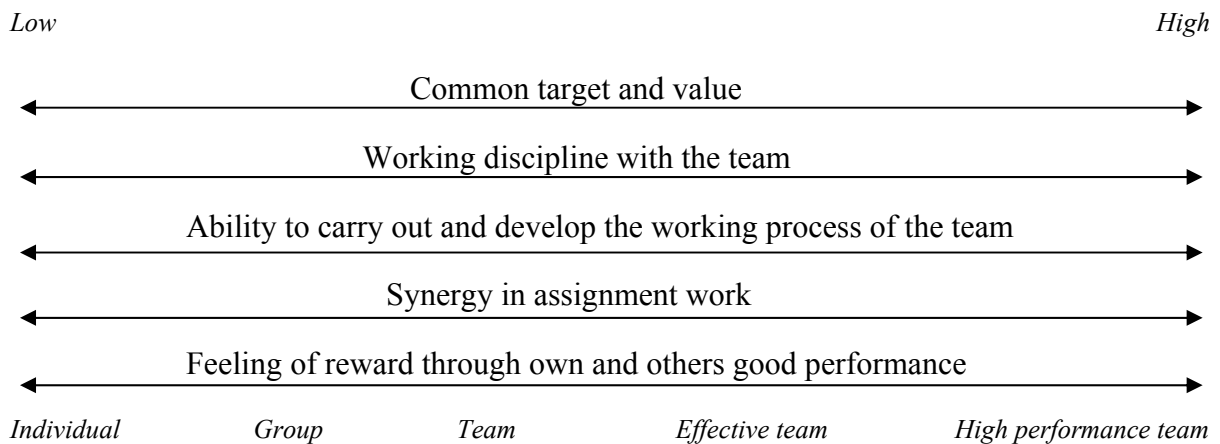 Low High
Common target and value
Working discipline with the team
Ability to carry out and develop the working process of the team
Synergy in assignment work
Feeling of reward through own and others good performance
Individual Group Team Effective team High performance team